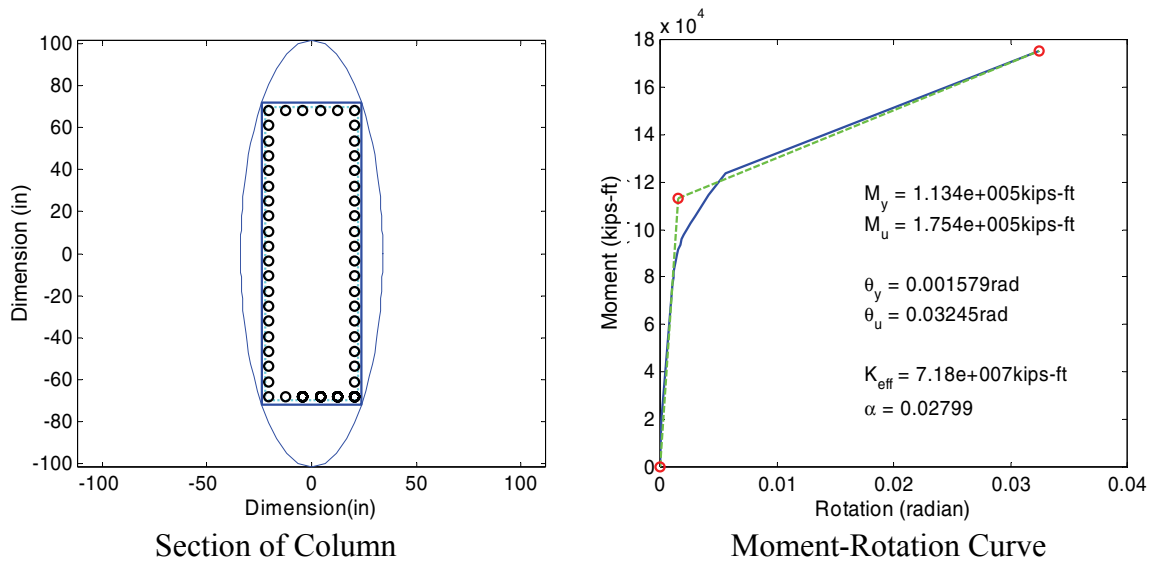 100
80
60
40
20
0
-20
-40
-60
-80
-100
-100
-50
0
50
100
Dimension (in)
Dimension(in)
Section of Column
x 10^4
18
16
14
12
10
8
6
4
2
0
0
0.01
0.02
0.03
0.04
Moment (kips-ft)
Rotation (radian)
M_y = 1.134e+005kips-ft
M_u = 1.754e+005kips-ft
θ_y = 0.001579rad
θ_u = 0.03245rad
K_eff = 7.18e+007kips-ft
α = 0.02799
Moment-Rotation Curve